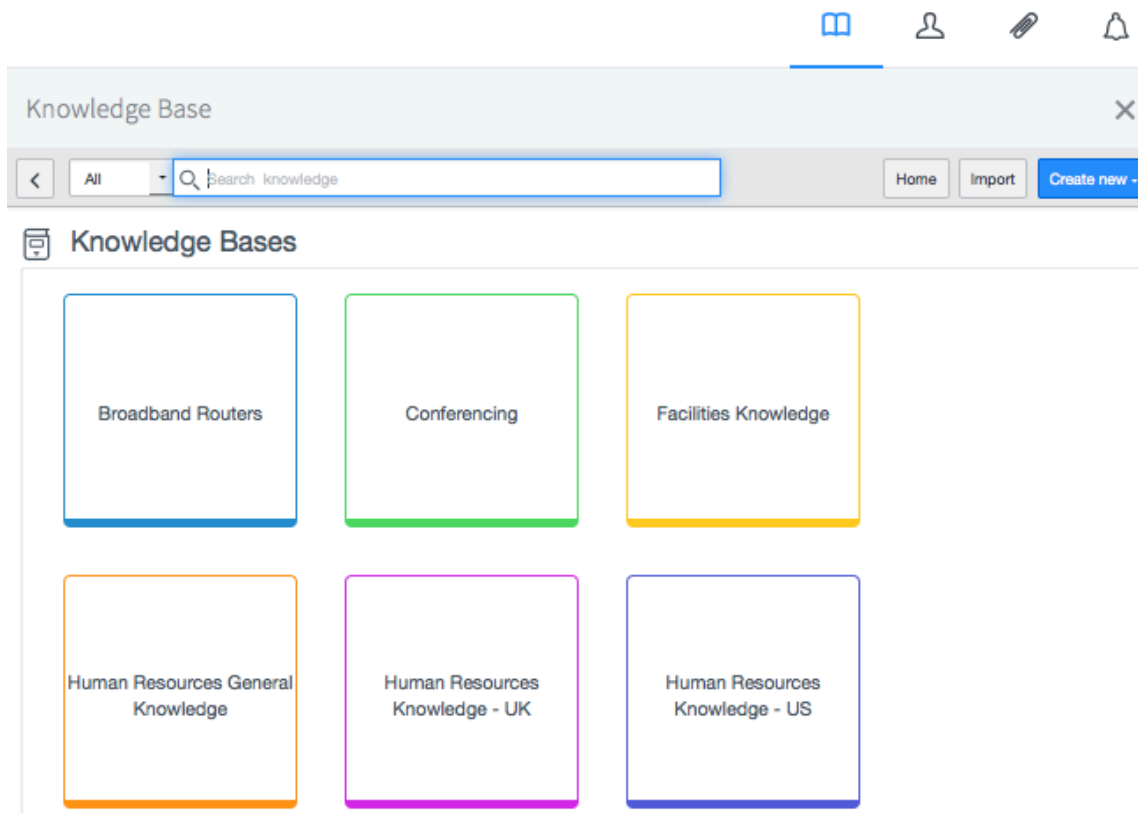 Knowledge Base
All
Search knowledge
Home
Import
Create new -
Knowledge Bases
Broadband Routers
Conferencing
Facilities Knowledge
Human Resources General
Knowledge
Human Resources
Knowledge - UK
Human Resources
Knowledge - US